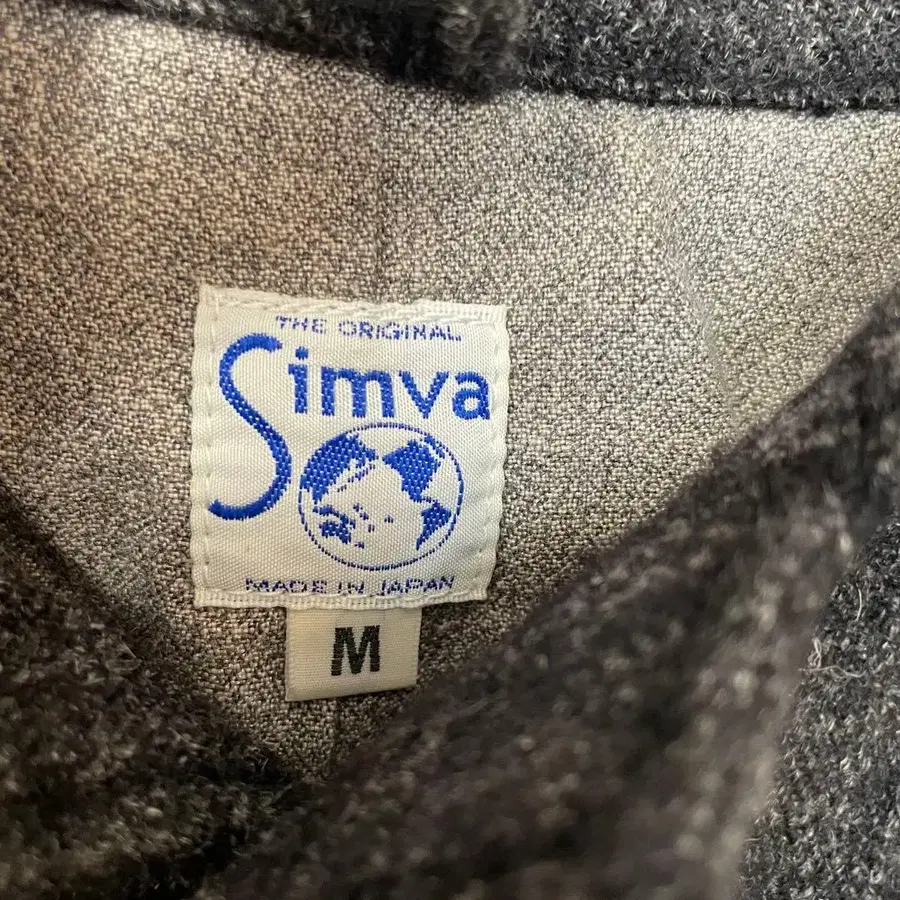 THE ORIGINAL
Simva
MADE IN JAPAN
M